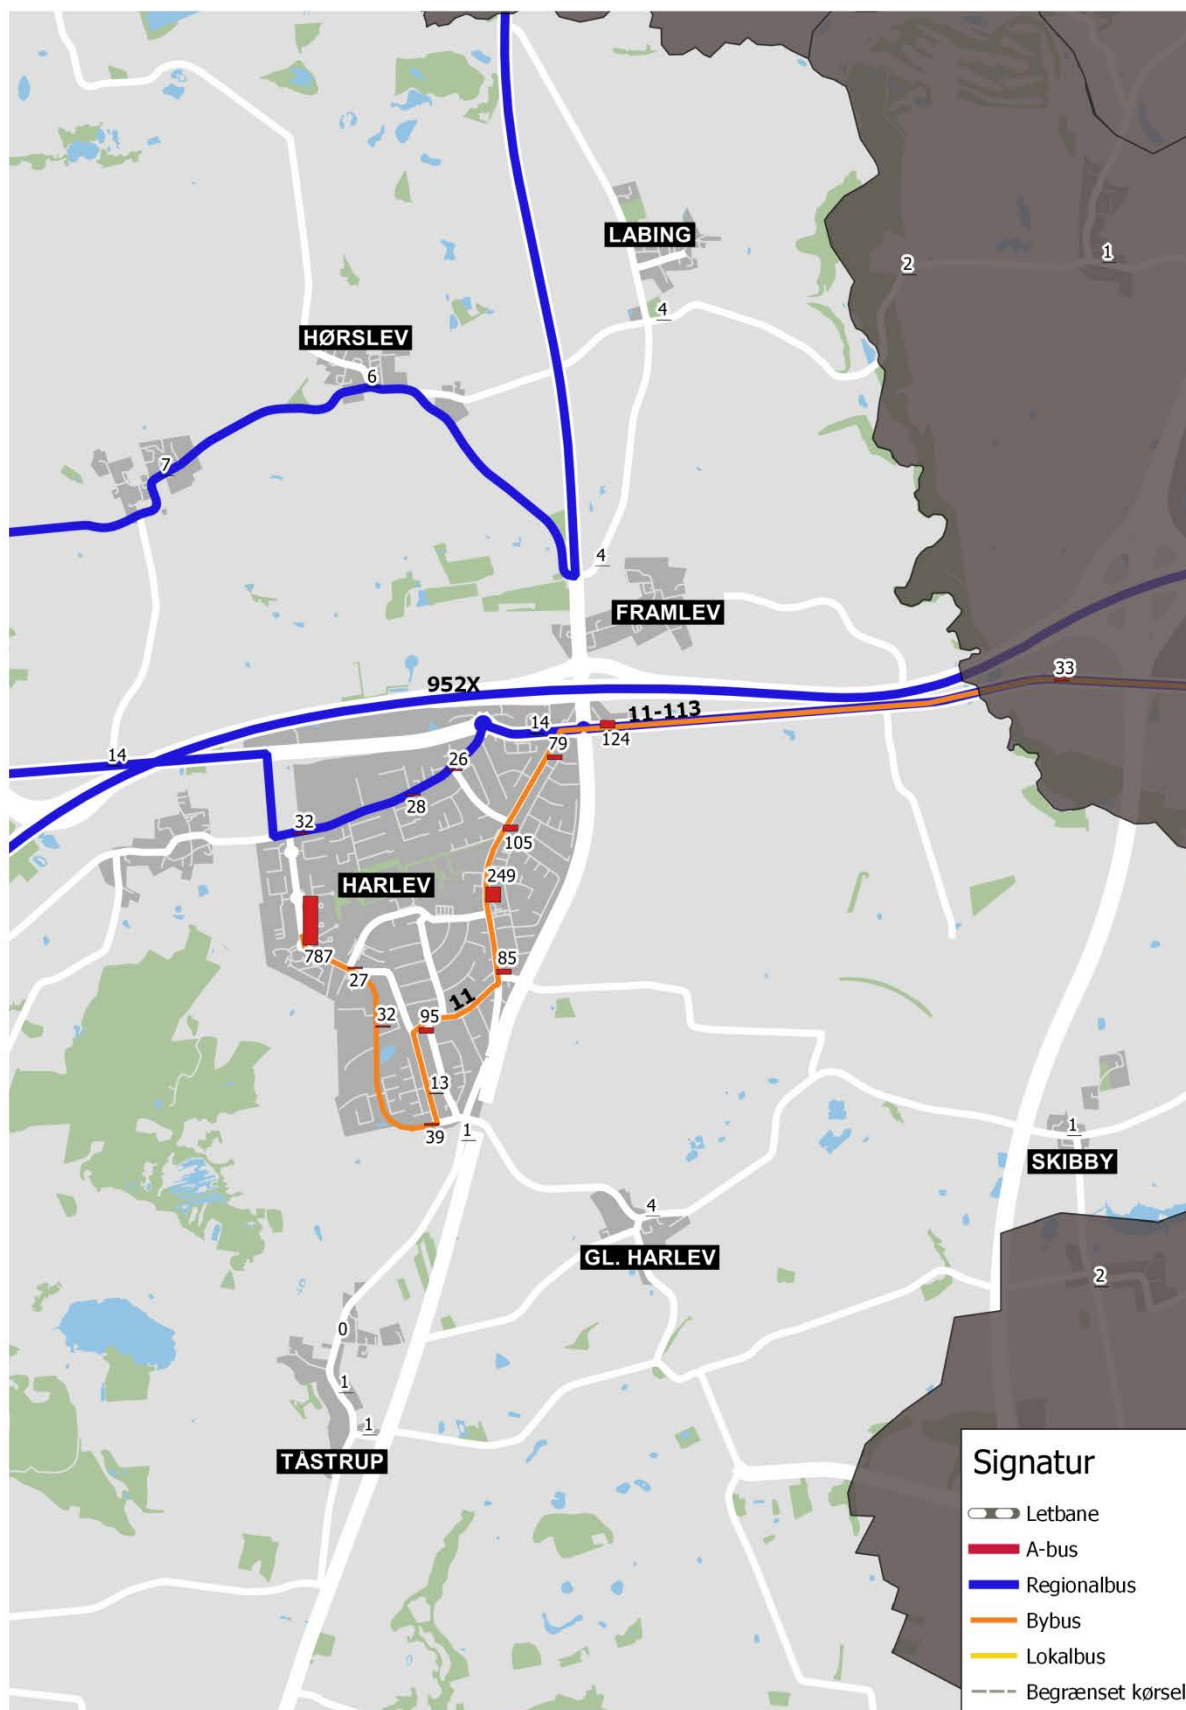 LABING
2
1
4
HØRSLEV
6
7
4
FRAMLEV
952X
33
11-113
14
124
14
79
26
28
32
105
249
HARLEV
787
27
85
11
32
95
13
39
1
1
SKIBBY
4
GL. HARLEV
2
0
1
1
TÅSTRUP
Signatur
Letbane
A-bus
Regionalbus
Bybus
Lokalbus
Begrænset kørsel